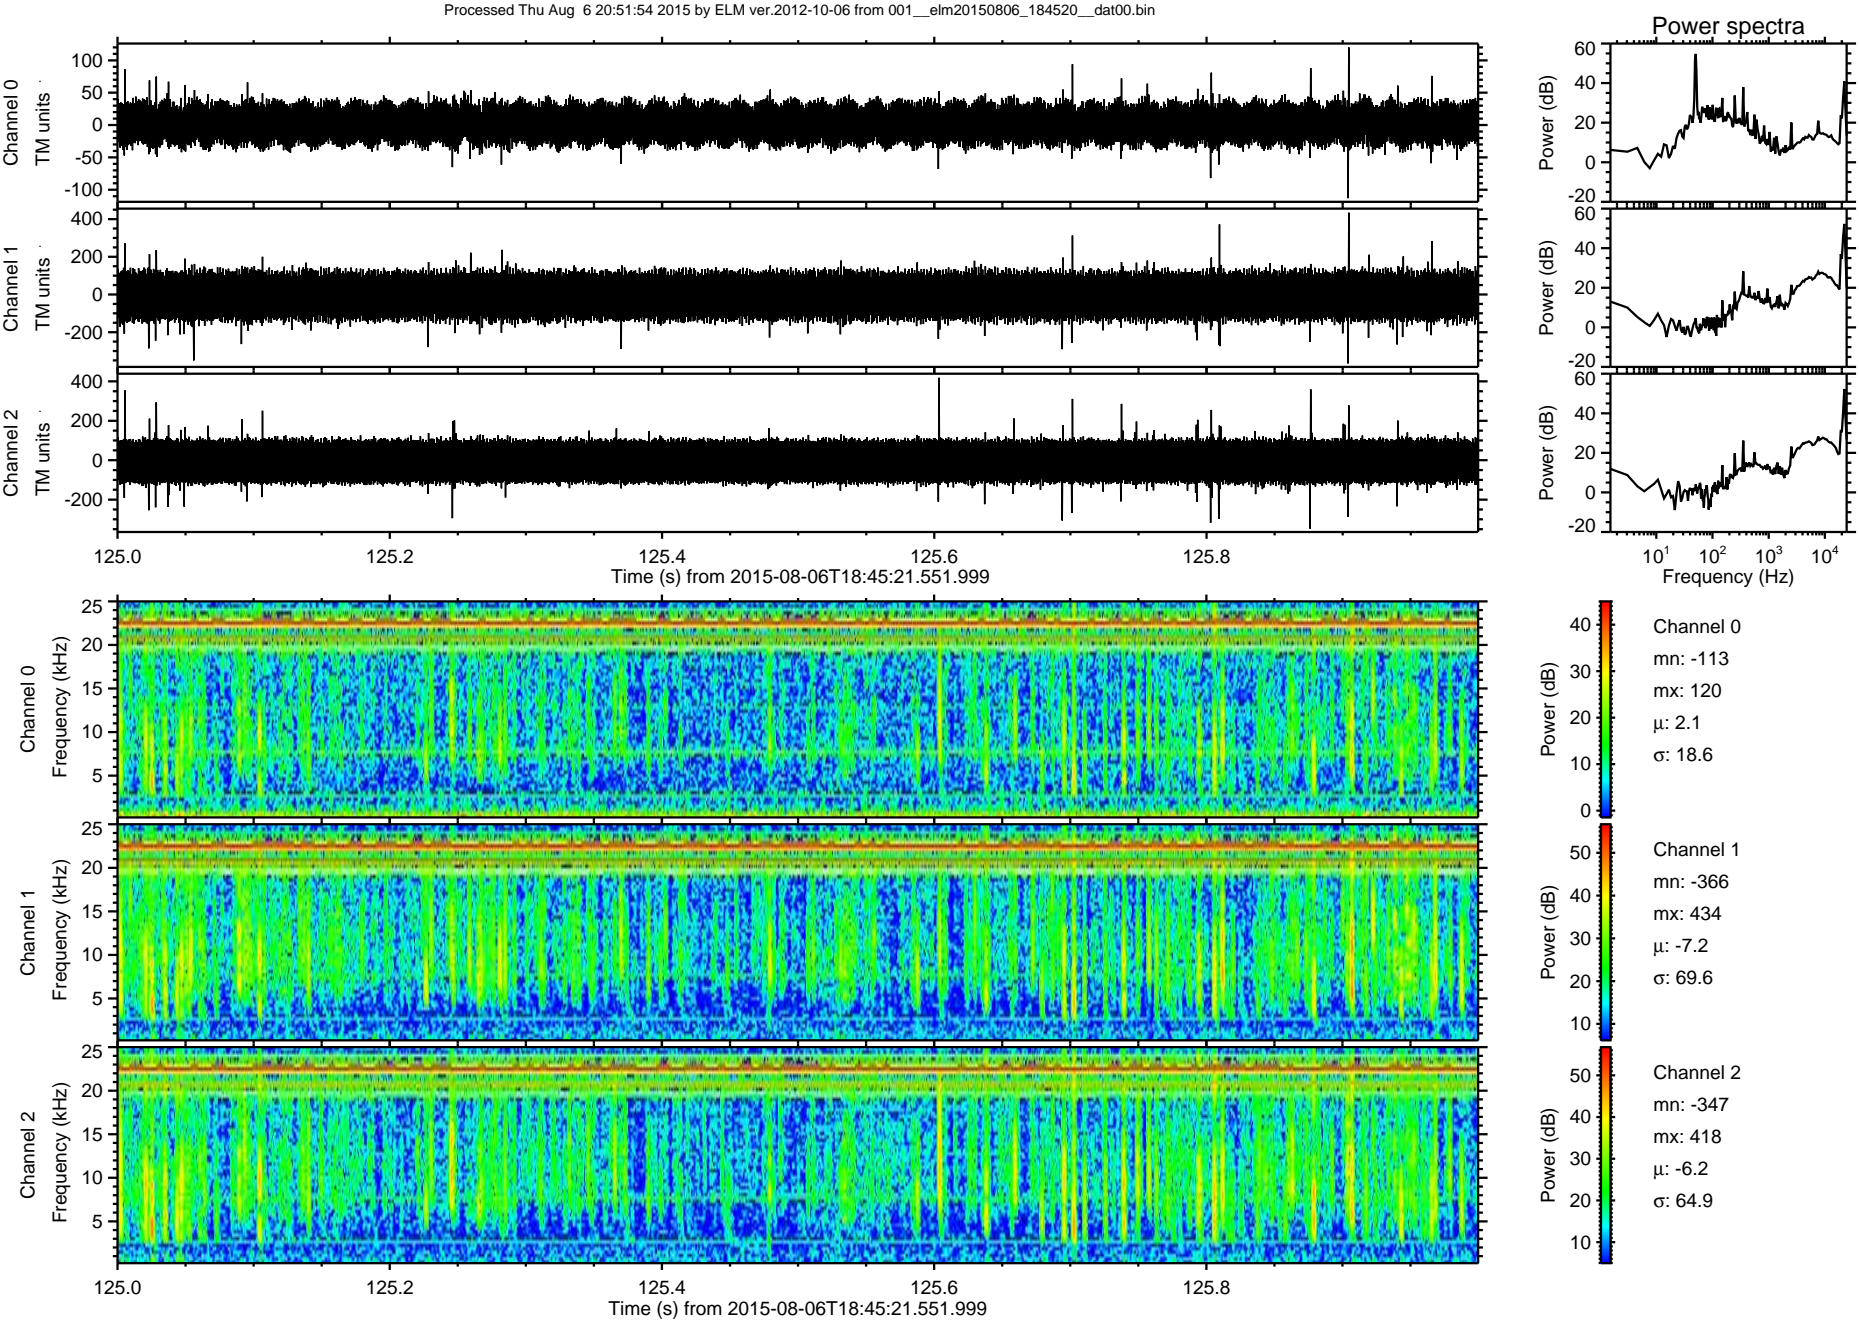 Processed Thu Aug  6 20:51:54 2015 by ELM ver.2012-10-06 from 001__elm20150806_184520__dat00.bin
Power spectra
Channel 0
TM units
100
50
0
-50
-100
Power (dB)
60
40
20
0
-20
Channel 1
TM units
400
200
0
-200
Power (dB)
60
40
20
0
-20
Channel 2
TM units
400
200
0
-200
Power (dB)
60
40
20
0
-20
125.0 125.2 125.4 125.6 125.8
Time (s) from 2015-08-06T18:45:21.551.999
10¹ 10² 10³ 10⁴
Frequency (Hz)
Channel 0
Frequency (kHz)
25
20
15
10
5
Power (dB)
40
30
20
10
0
Channel 0
mn: -113
mx: 120
µ: 2.1
σ: 18.6
Channel 1
Frequency (kHz)
25
20
15
10
5
Power (dB)
50
40
30
20
10
Channel 1
mn: -366
mx: 434
µ: -7.2
σ: 69.6
Channel 2
Frequency (kHz)
25
20
15
10
5
Power (dB)
50
40
30
20
10
Channel 2
mn: -347
mx: 418
µ: -6.2
σ: 64.9
125.0 125.2 125.4 125.6 125.8
Time (s) from 2015-08-06T18:45:21.551.999